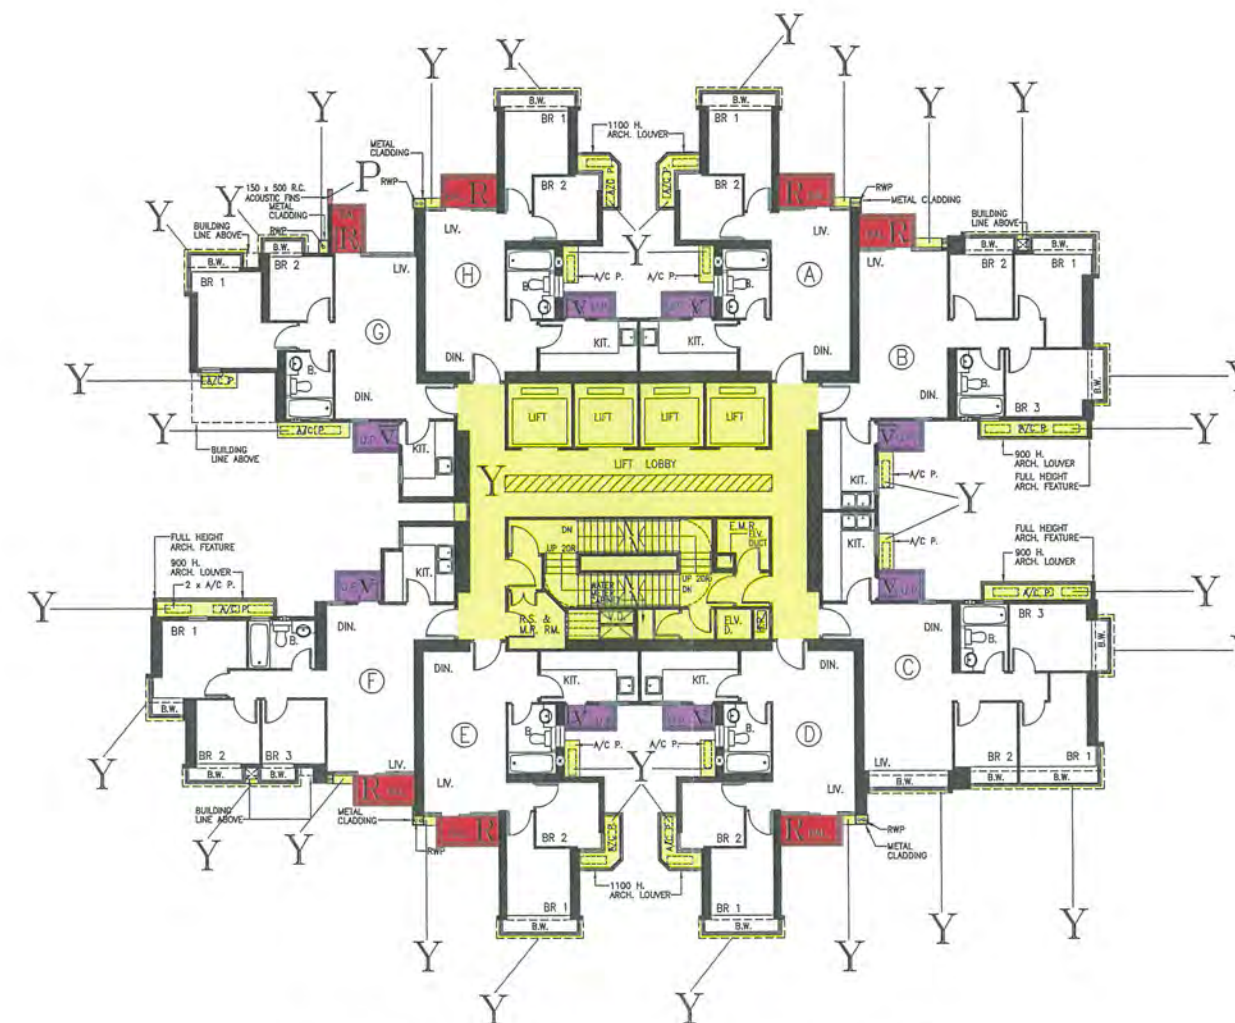 Y
Y
Y
Y
Y
Y
Y
B.W.
B.W.
BR 1
BR 1
1100 H.
ARCH. LOUVER
METAL
CLADDING
150 x 500 R.C.
ACOUSTIC FINS
P
METAL
CLADDING
RWP
RWP
Y
Y
BUILDING
LINE ABOVE
B.W.
BR 2
B.W.
BR 1
R
R
LIV.
LIV.
BR 2
A/C P.
A/C P.
BR 2
R
LIV.
R
LIV.
RWP
METAL CLADDING
BUILDING
LINE ABOVE
B.W.
B.W.
BR 2
BR 1
Y
H
G
A
B
B.
A/C P.
A/C P.
B.
V U.P.
U.P. V
KIT.
KIT.
DIN.
DIN.
DIN.
DIN.
B.
B.
BR 3
B.W.
Y
Y
A/C P.
Y
A/C P.
BUILDING
LINE ABOVE
U.P. V
KIT.
LIFT
LIFT
LIFT
LIFT
LIFT LOBBY
Y
V U.P.
KIT.
A/C P.
A/C P.
Y
900 H.
ARCH. LOUVER
FULL HEIGHT
ARCH. FEATURE
Y
Y
FULL HEIGHT
ARCH. FEATURE
900 H.
ARCH. LOUVER
2 x A/C P.
A/C P.
Y
U.P. V
KIT.
DN
UP 20R
UP 20R
DN
E.M.R.
ELV.
DUCT
WATER
METER
CABINET
R.S. &
M.R. RM.
V.D.
ELV.
D.
KIT.
A/C P.
V U.P.
FULL HEIGHT
ARCH. FEATURE
900 H.
ARCH. LOUVER
A/C P.
Y
Y
BR 1
B.
DIN.
DIN.
DIN.
DIN.
B.
BR 3
B.W.
KIT.
KIT.
F
E
D
C
B.W.
BR 2
BR 3
B.W.
B.W.
LIV.
LIV.
B.
V U.P.
U.P. V
B.
A/C P.
A/C P.
Y
LIV.
LIV.
BR 2
BR 1
B.W.
B.W.
B.W.
Y
BUILDING
LINE ABOVE
R
METAL
CLADDING
RWP
R
BR 2
A/C P.
A/C P.
BR 2
R
RWP
METAL
CLADDING
1100 H.
ARCH. LOUVER
BR 1
BR 1
B.W.
B.W.
Y
Y
Y
Y
Y
Y
Y
Y